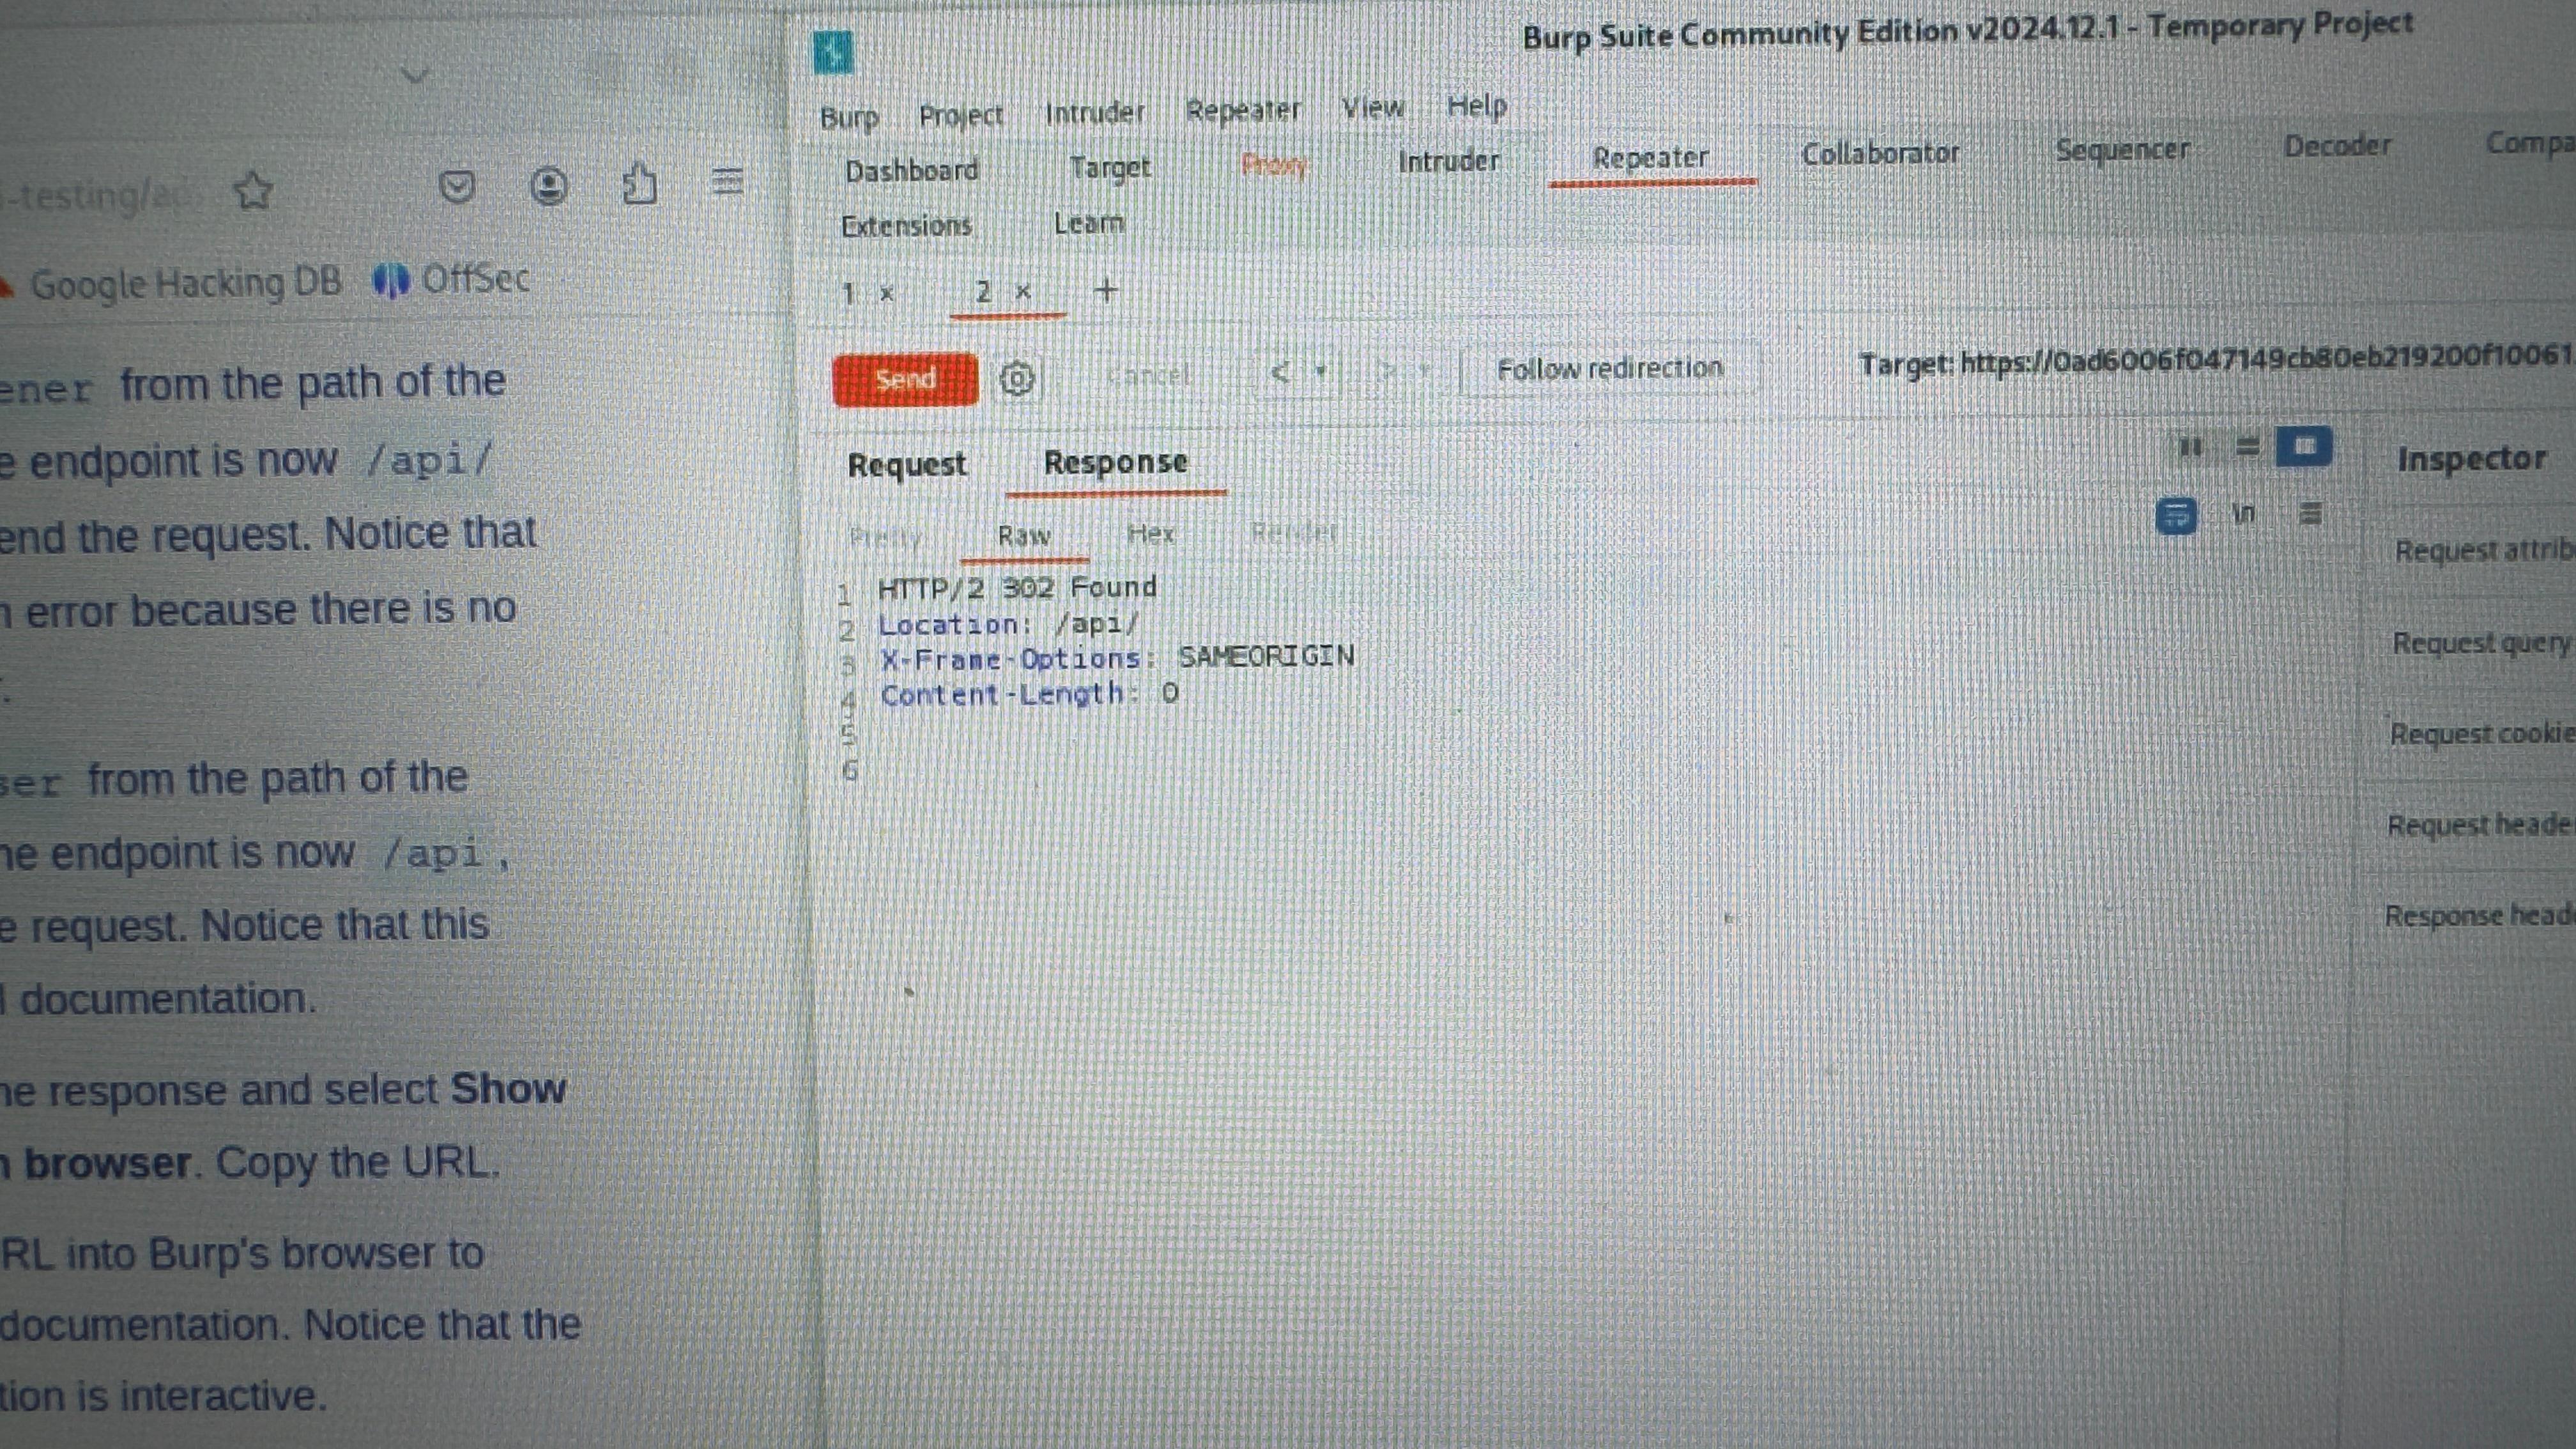 Burp Suite Community Edition v2024.12.1 - Temporary Project
Burp Project Intruder Repeater View Help
Dashboard Target Proxy Intruder Repeater Collaborator Sequencer Decoder Compa
Extensions Learn
1 × 2 × +
Send Cancel < > Follow redirection Target: https://0ad6006f047149cb80eb219200f10061
Request Response
Pretty Raw Hex Render
\n
1 HTTP/2 302 Found
2 Location: /api/
3 X-Frame-Options: SAMEORIGIN
4 Content-Length: 0
5
6
Inspector
Request attrib
Request query
Request cookie
Request heade
Response head
-testing/
Google Hacking DB OffSec
ener from the path of the
e endpoint is now /api/
end the request. Notice that
n error because there is no
.
ser from the path of the
he endpoint is now /api ,
e request. Notice that this
l documentation.
he response and select Show
n browser. Copy the URL.
RL into Burp's browser to
documentation. Notice that the
tion is interactive.